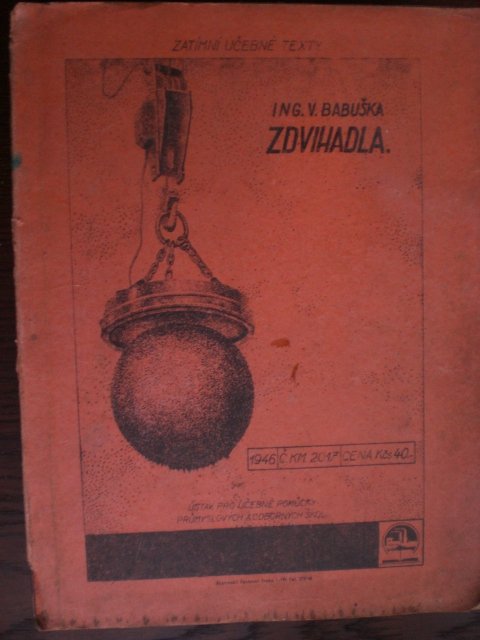 ZATÍMNÍ UČEBNÉ TEXTY
ING. V. BABUŠKA
ZDVIHADLA.
1946 Č. KM. 201.- CENA Kčs 40.-
ÚSTAV PRO UČEBNÉ POMŮCKY
PRŮMYSLOVÝCH A ODBORNÝCH ŠKOL